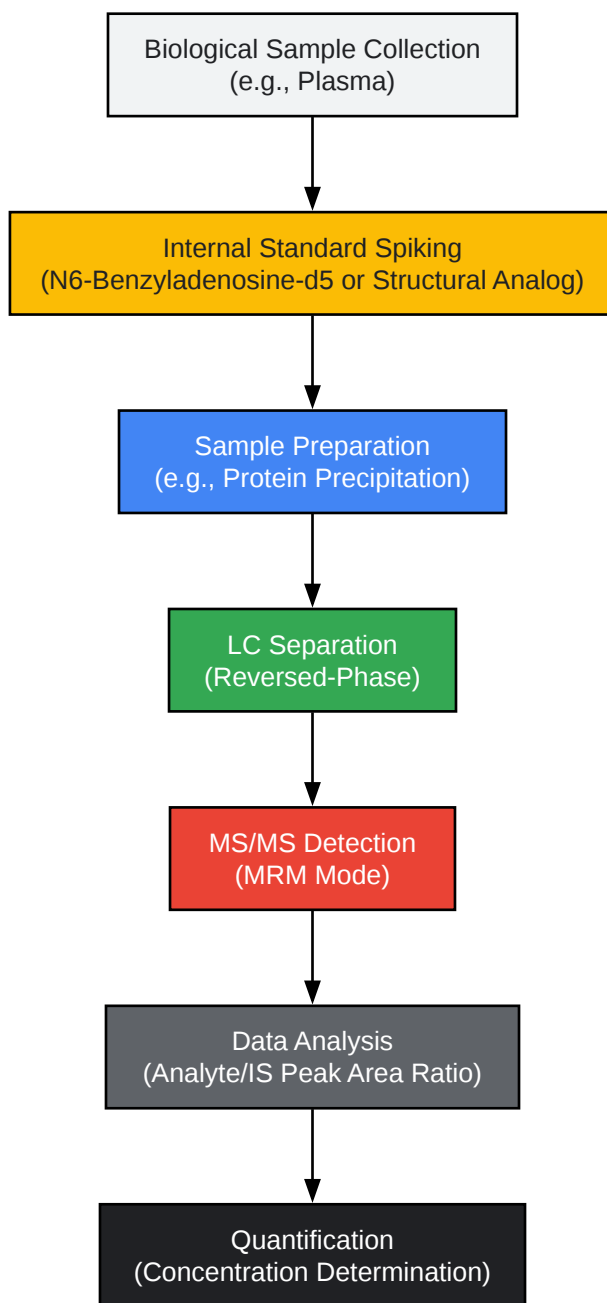 Biological Sample Collection
(e.g., Plasma)
Internal Standard Spiking
(N6-Benzyladenosine-d5 or Structural Analog)
Sample Preparation
(e.g., Protein Precipitation)
LC Separation
(Reversed-Phase)
MS/MS Detection
(MRM Mode)
Data Analysis
(Analyte/IS Peak Area Ratio)
Quantification
(Concentration Determination)